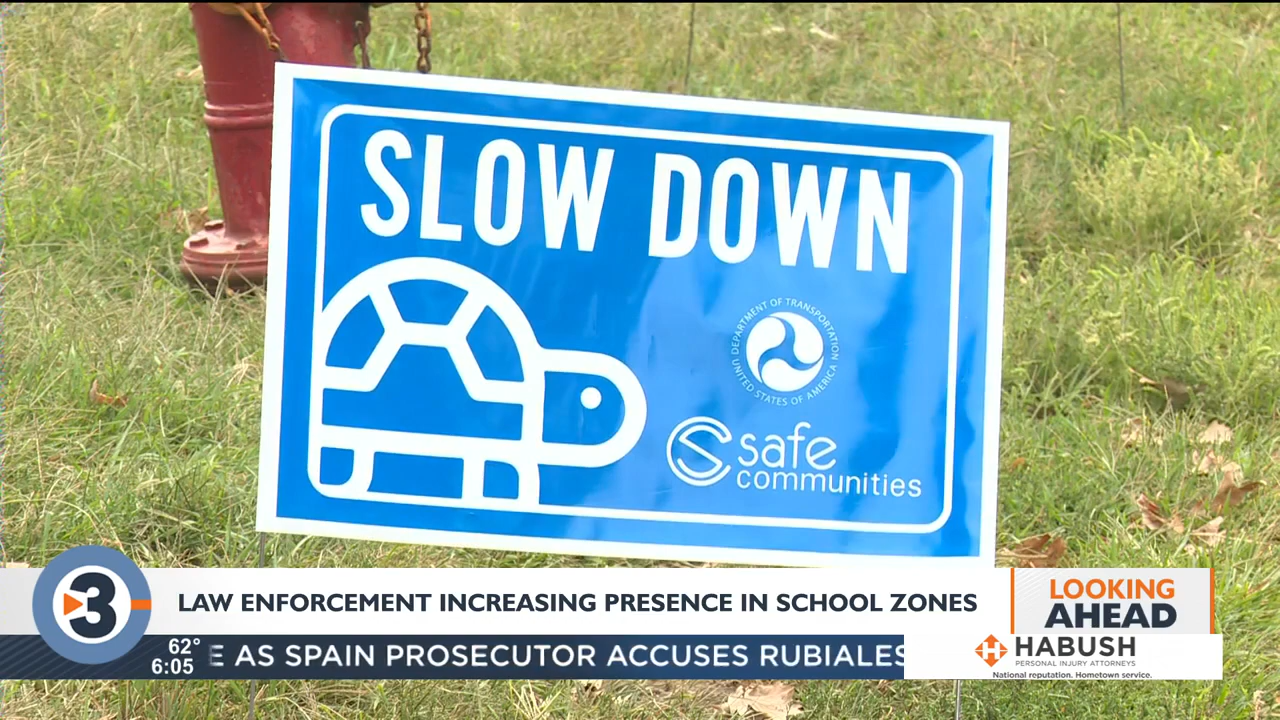 SLOW DOWN
DEPARTMENT OF TRANSPORTATION
UNITED STATES OF AMERICA
safe
communities
3
LAW ENFORCEMENT INCREASING PRESENCE IN SCHOOL ZONES
LOOKING
AHEAD
62°
6:05
E AS SPAIN PROSECUTOR ACCUSES RUBIALES
H HABUSH
PERSONAL INJURY ATTORNEYS
National reputation. Hometown service.